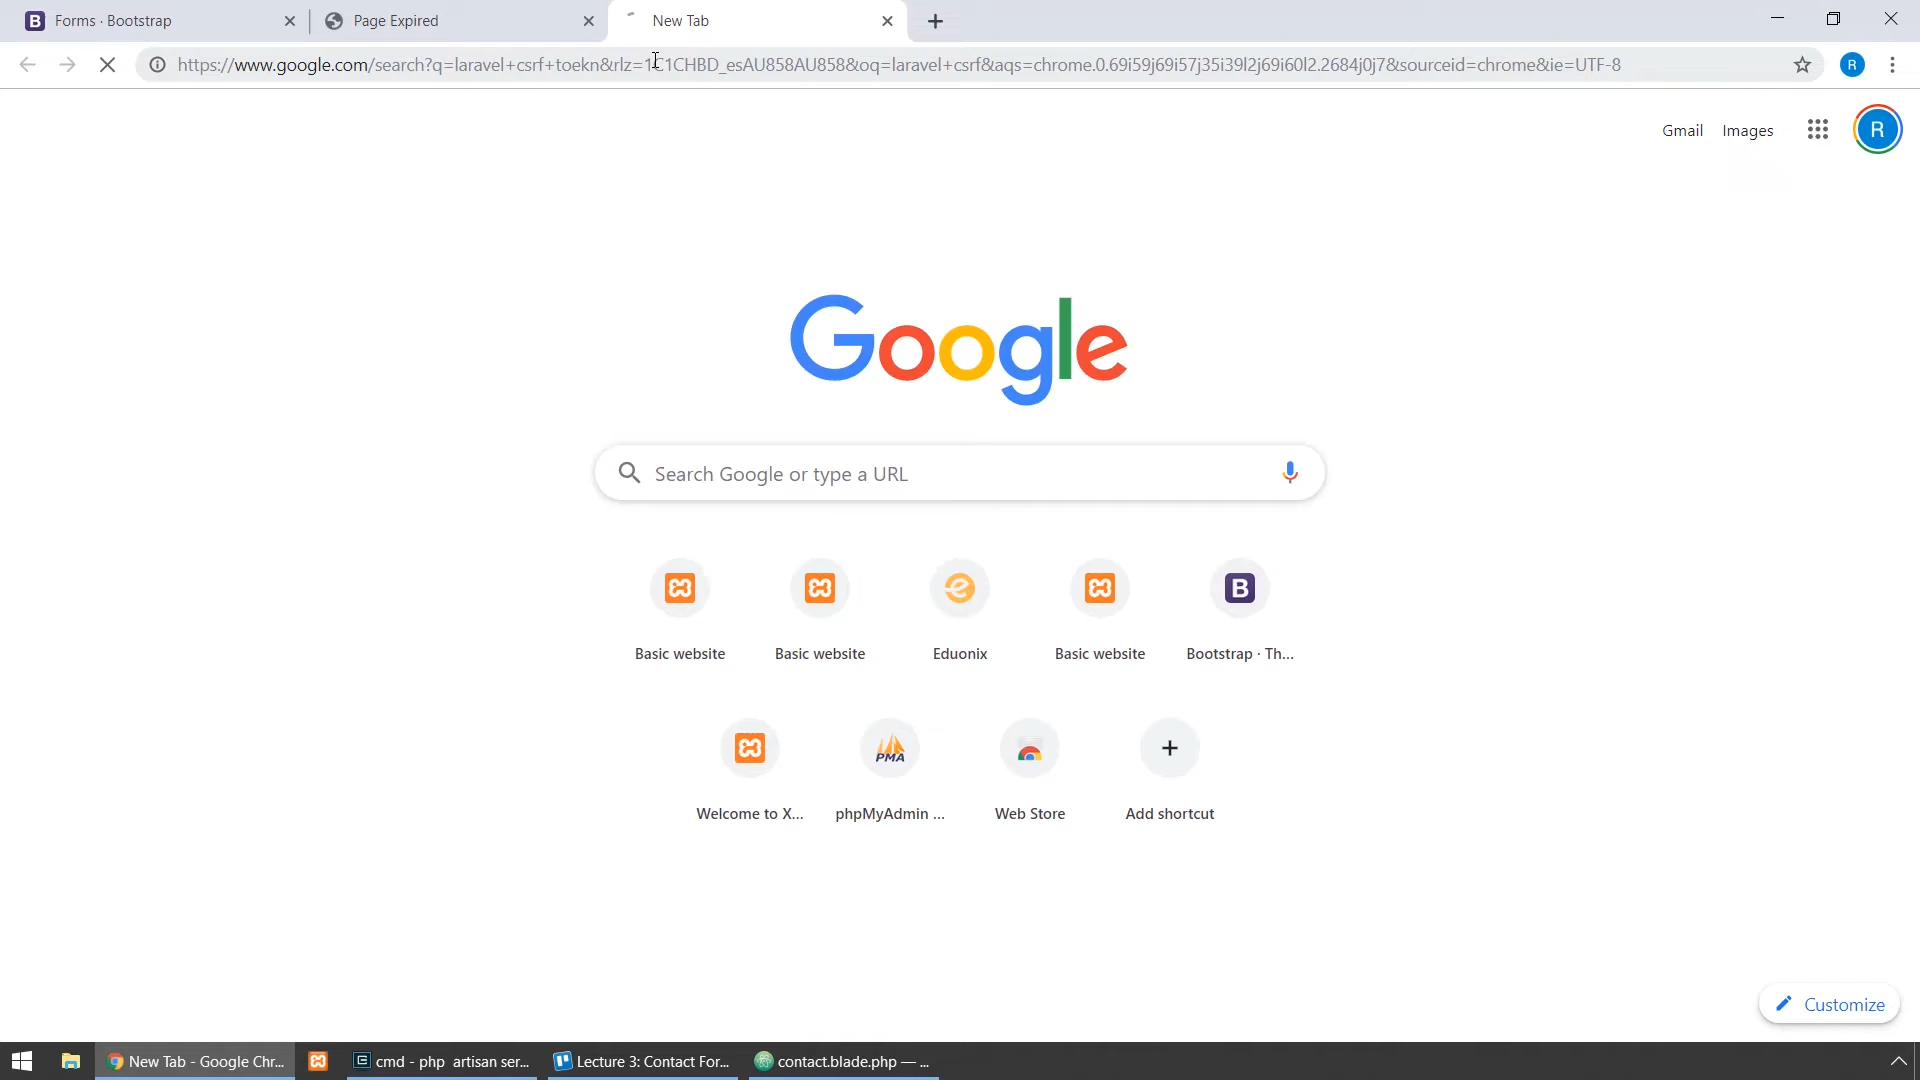 Forms · Bootstrap
Page Expired
New Tab
https://www.google.com/search?q=laravel+csrf+toekn&rlz=1C1CHBD_esAU858AU858&oq=laravel+csrf&aqs=chrome.0.69i59j69i57j35i39l2j69i60l2.2684j0j7&sourceid=chrome&ie=UTF-8
R
Gmail
Images
R
Google
Search Google or type a URL
Basic website
Basic website
Eduonix
Basic website
Bootstrap · Th...
PMA
Welcome to X...
phpMyAdmin ...
Web Store
Add shortcut
Customize
New Tab - Google Chr...
cmd - php artisan ser...
Lecture 3: Contact For...
contact.blade.php — ...